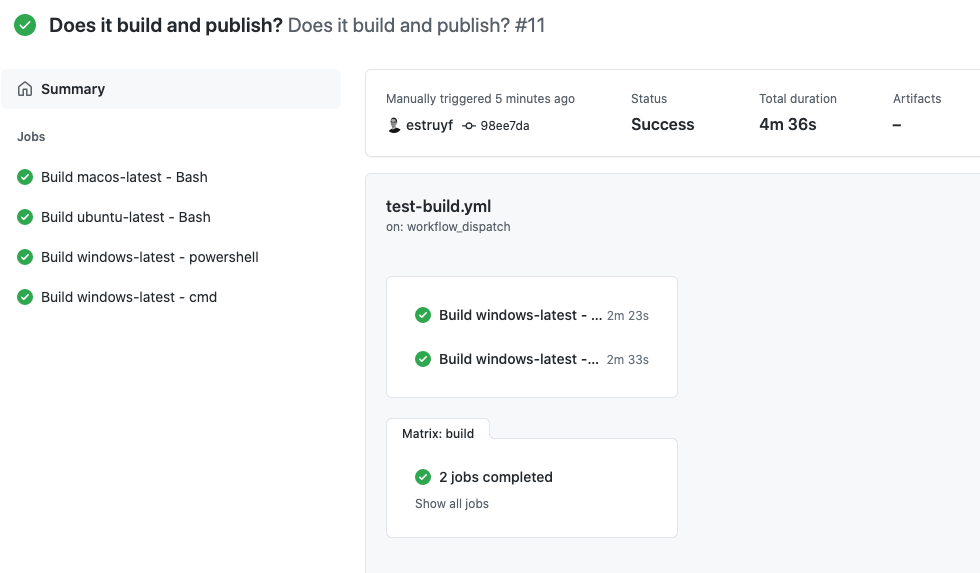 Does it build and publish? Does it build and publish? #11
Summary
Jobs
Build macos-latest - Bash
Build ubuntu-latest - Bash
Build windows-latest - powershell
Build windows-latest - cmd
Manually triggered 5 minutes ago
estruyf 98ee7da
Status
Success
Total duration
4m 36s
Artifacts
–
test-build.yml
on: workflow_dispatch
Build windows-latest - ... 2m 23s
Build windows-latest -... 2m 33s
Matrix: build
2 jobs completed
Show all jobs